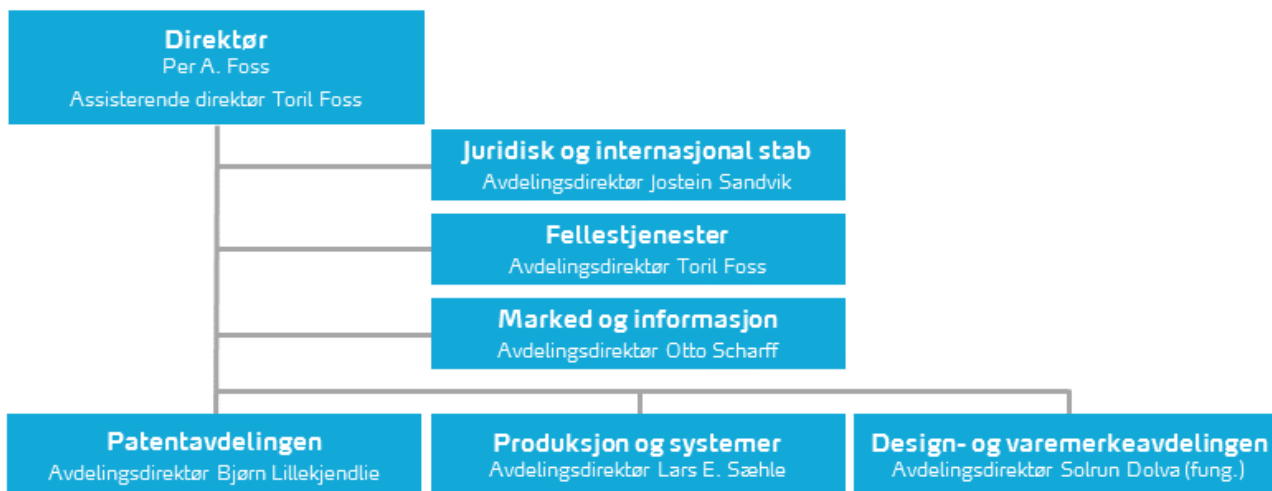 Direktør
Per A. Foss
Assisterende direktør Toril Foss
Juridisk og internasjonal stab
Avdelingsdirektør Jostein Sandvik
Fellestjenester
Avdelingsdirektør Toril Foss
Marked og informasjon
Avdelingsdirektør Otto Scharff
Patentavdelingen
Avdelingsdirektør Bjørn Lillekjendlie
Produksjon og systemer
Avdelingsdirektør Lars E. Sæhle
Design- og varemerkeavdelingen
Avdelingsdirektør Solrun Dolva (fung.)